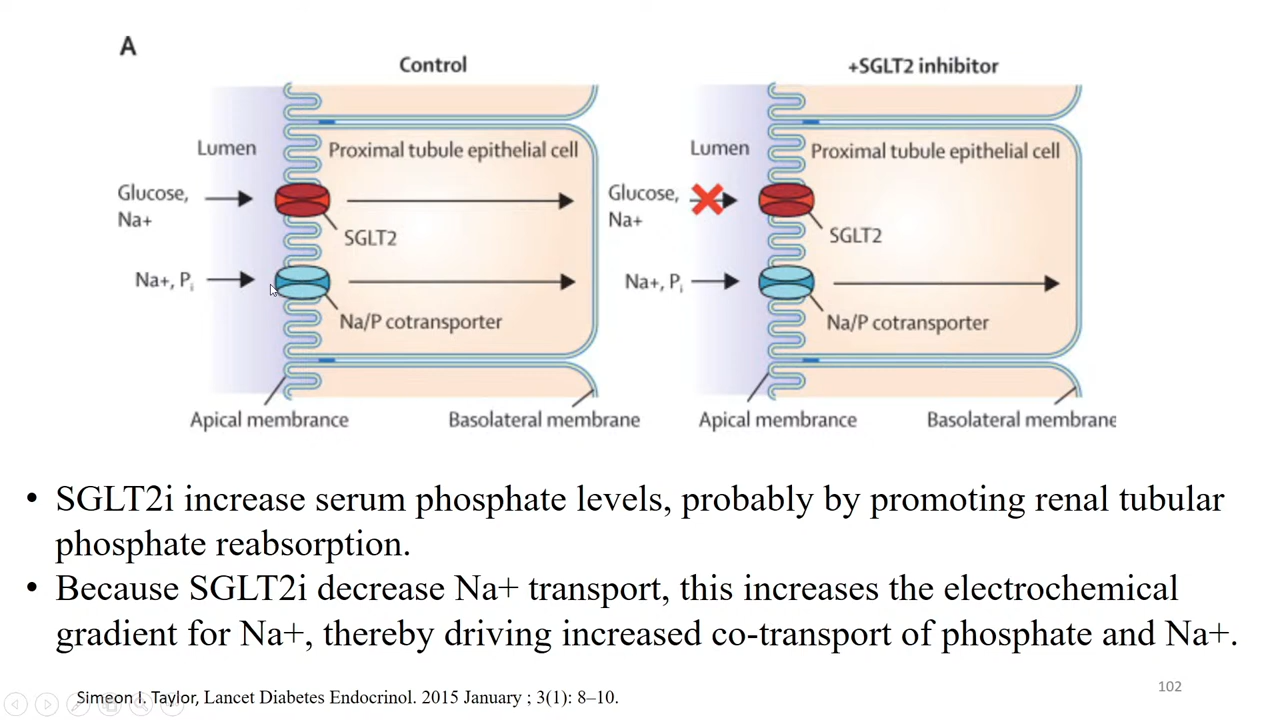 A
Control
+SGLT2 inhibitor
Lumen
Proximal tubule epithelial cell
Lumen
Proximal tubule epithelial cell
Glucose,
Na+
SGLT2
Glucose,
Na+
SGLT2
Na+, Pi
Na/P cotransporter
Na+, Pi
Na/P cotransporter
Apical membrance
Basolateral membrane
Apical membrance
Basolateral membrane
• SGLT2i increase serum phosphate levels, probably by promoting renal tubular
phosphate reabsorption.
• Because SGLT2i decrease Na+ transport, this increases the electrochemical
gradient for Na+, thereby driving increased co-transport of phosphate and Na+.
Simeon I. Taylor, Lancet Diabetes Endocrinol. 2015 January ; 3(1): 8–10.
102